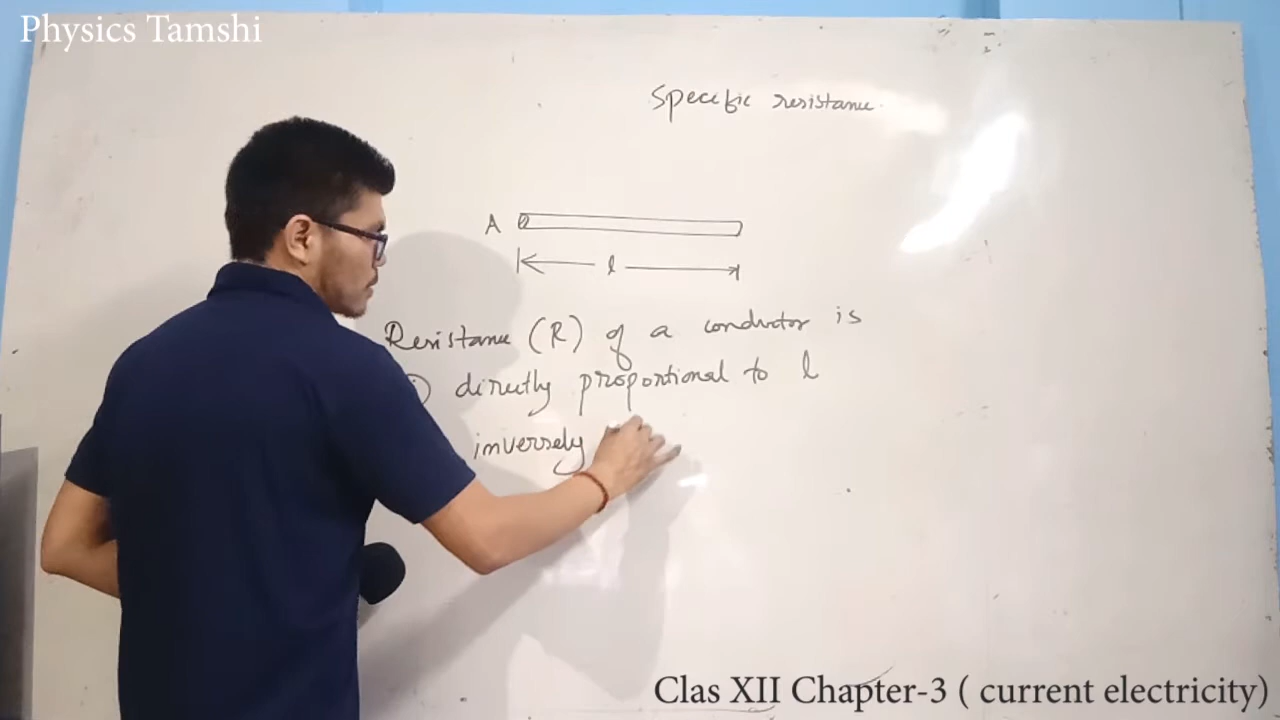 Physics Tamshi
Specific resistance.
A
l
Resistance (R) of a conductor is
i) directly proportional to l
inversely
Clas XII Chapter-3 ( current electricity)